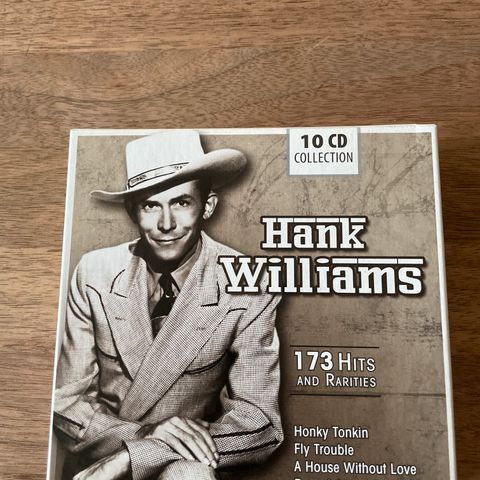 10 CD
COLLECTION
Hank
Williams
173 Hits
and Rarities
Honky Tonkin
Fly Trouble
A House Without Love